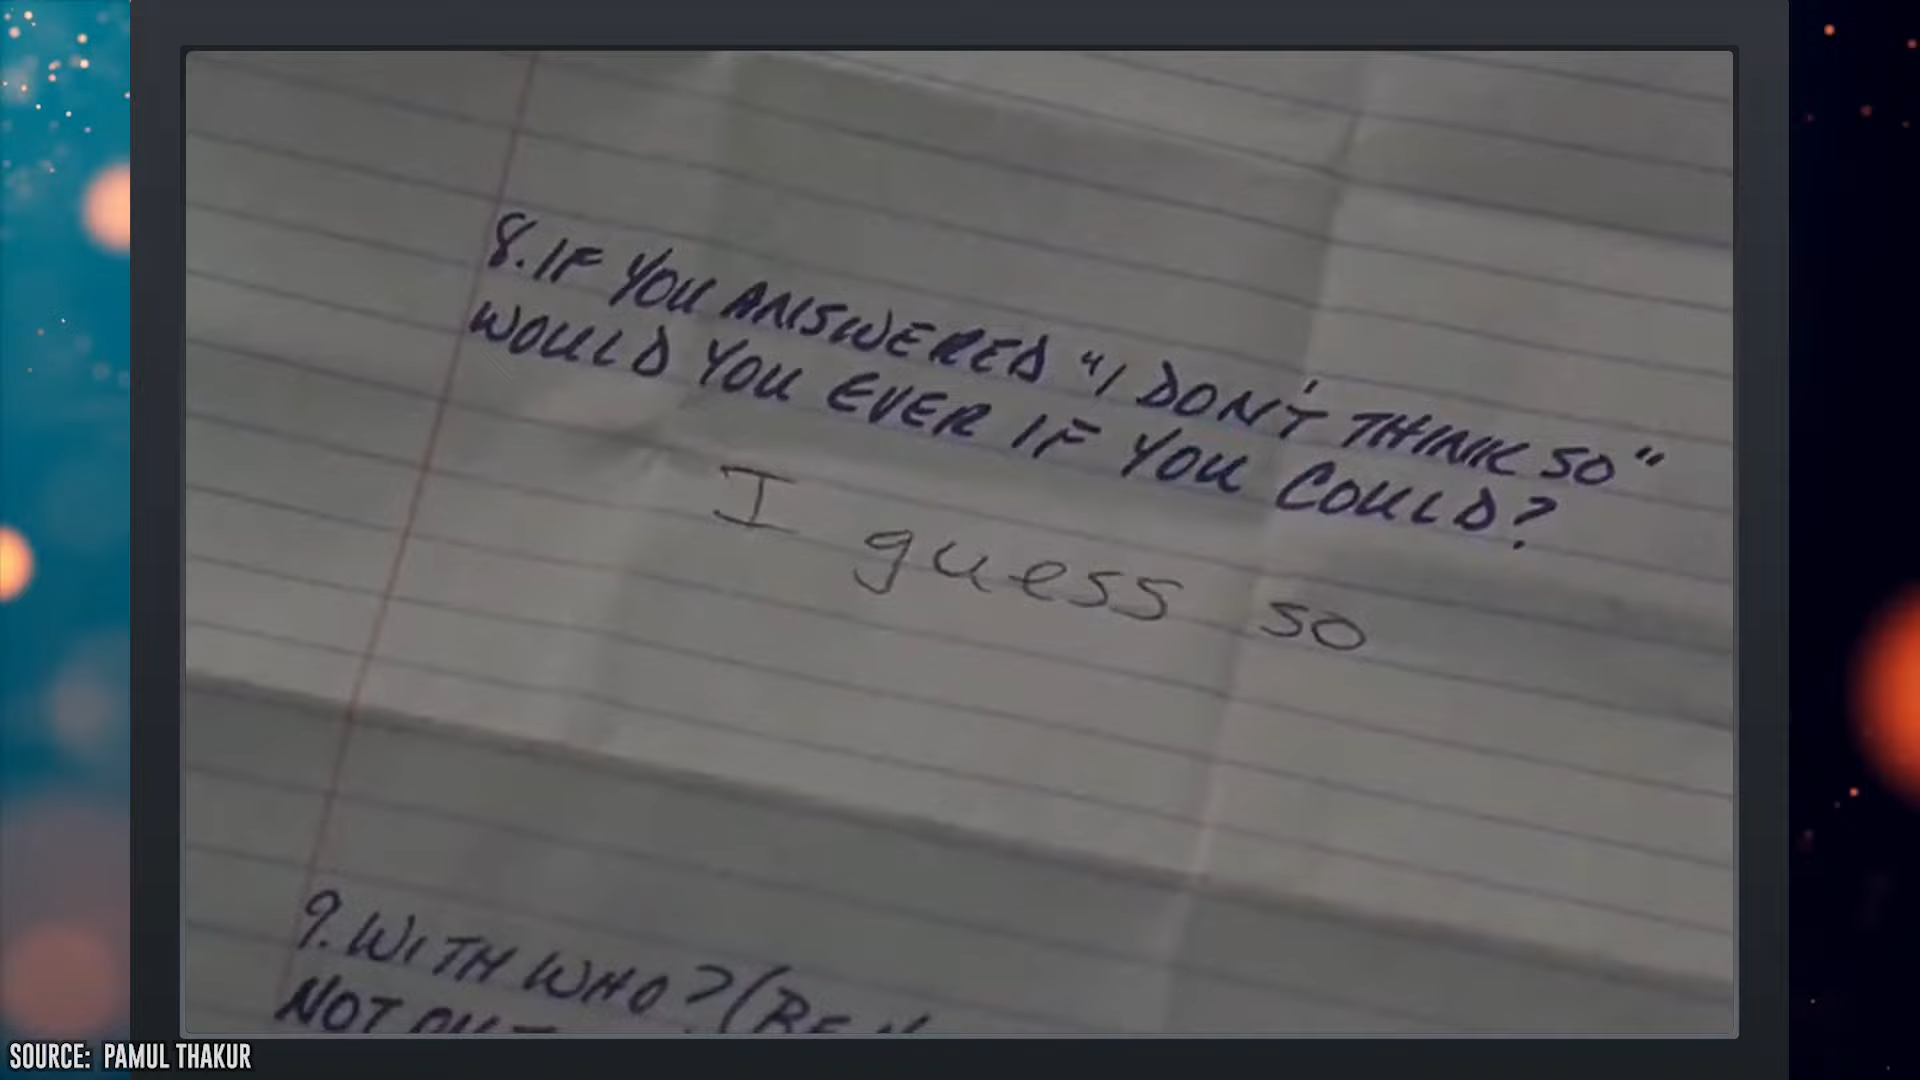 8. IF YOU ANSWERED "I DON'T THINK SO"
WOULD YOU EVER IF YOU COULD?
I guess so
9. WITH WHO? (
NOT
SOURCE: PAMUL THAKUR